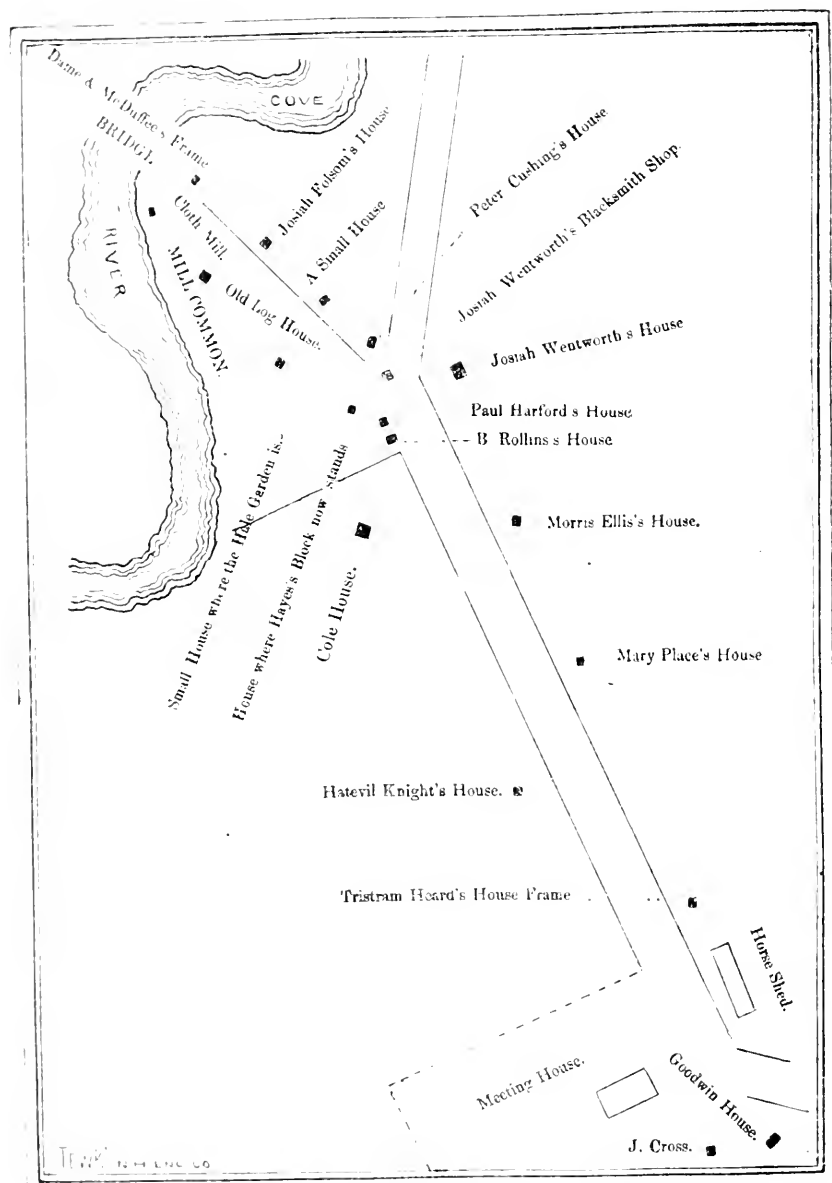 Dame & McDuffee's Frame
BRIDGE.
COVE
RIVER
Cloth Mill.
MILL COMMON.
Old Log House.
Josiah Folsom's House
A Small House
Peter Cushing's House
Josiah Wentworth's Blacksmith Shop.
Josiah Wentworth's House
Paul Harford's House
B Rollins's House
Small House where the Hale Garden is.
House where Hayes's Block now stands
Cole House.
Morris Ellis's House.
Mary Place's House
Hatevil Knight's House.
Tristram Heard's House Frame
Horse Shed.
Meeting House.
Goodwin House.
J. Cross.